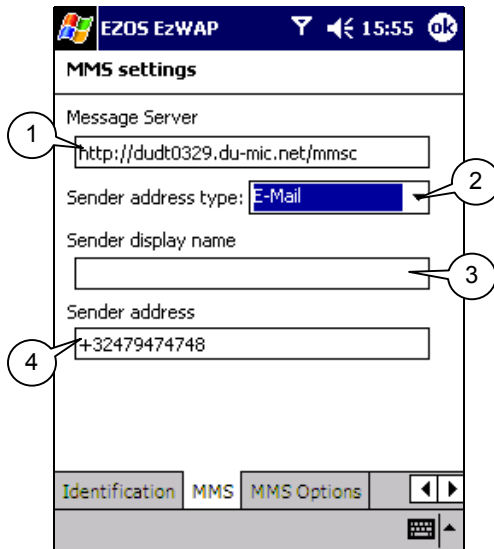 EZOS EzWAP 15:55 ok
MMS settings
Message Server
1
http://dudt0329.du-mic.net/mmsc
Sender address type: E-Mail
2
Sender display name
3
Sender address
4
+32479474748
Identification MMS MMS Options